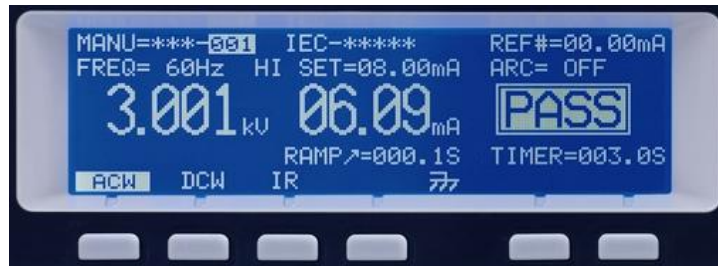 MANU=***-001 IEC-***** REF#=00.00mA
FREQ= 60Hz HI SET=08.00mA ARC= OFF
3.001kV 06.09mA PASS
RAMP↗=000.1S TIMER=003.0S
ACW DCW IR